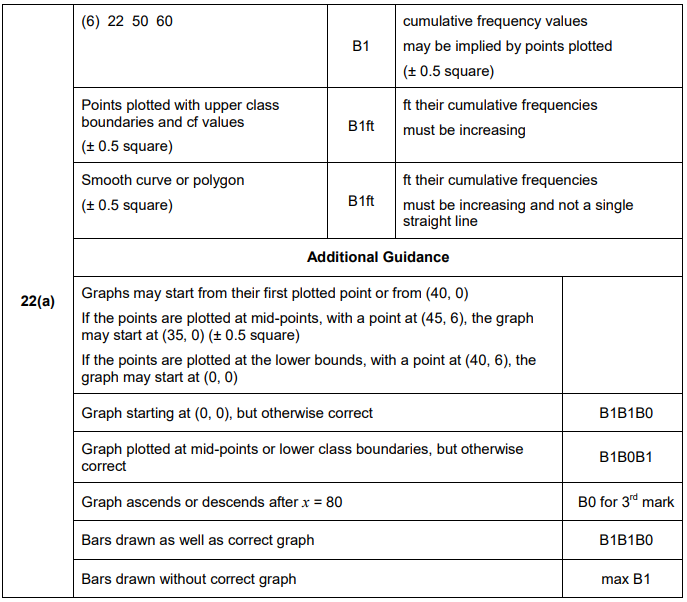 22(a)
(6) 22 50 60
B1
cumulative frequency values
may be implied by points plotted
(± 0.5 square)
Points plotted with upper class
boundaries and cf values
(± 0.5 square)
B1ft
ft their cumulative frequencies
must be increasing
Smooth curve or polygon
(± 0.5 square)
B1ft
ft their cumulative frequencies
must be increasing and not a single
straight line
Additional Guidance
Graphs may start from their first plotted point or from (40, 0)
If the points are plotted at mid-points, with a point at (45, 6), the graph
may start at (35, 0) (± 0.5 square)
If the points are plotted at the lower bounds, with a point at (40, 6), the
graph may start at (0, 0)
Graph starting at (0, 0), but otherwise correct
B1B1B0
Graph plotted at mid-points or lower class boundaries, but otherwise
correct
B1B0B1
Graph ascends or descends after x = 80
B0 for 3rd mark
Bars drawn as well as correct graph
B1B1B0
Bars drawn without correct graph
max B1